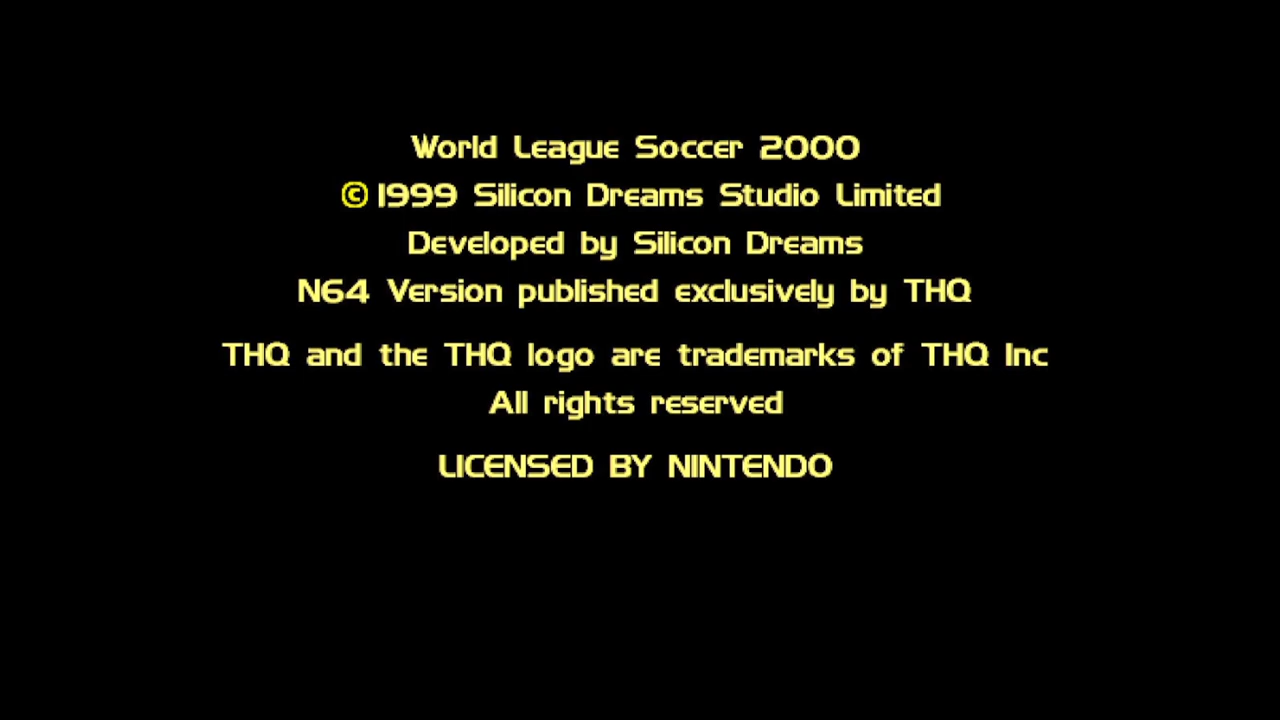 World League Soccer 2000
© 1999 Silicon Dreams Studio Limited
Developed by Silicon Dreams
N64 Version published exclusively by THQ
THQ and the THQ logo are trademarks of THQ Inc
All rights reserved
LICENSED BY NINTENDO